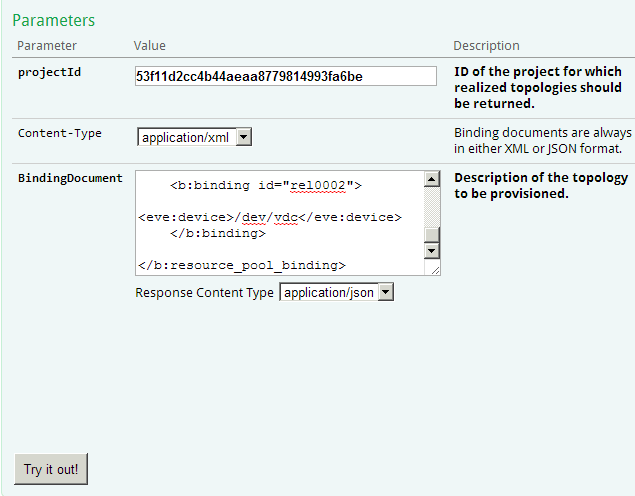 Parameters
Parameter Value Description
projectId 53f11d2cc4b44aeaa8779814993fa6be ID of the project for which
realized topologies should
be returned.
Content-Type application/xml Binding documents are always
in either XML or JSON format.
BindingDocument <b:binding id="rel0002"> Description of the topology
to be provisioned.
<eve:device>/dev/vdc</eve:device>
</b:binding>
</b:resource_pool_binding>
Response Content Type application/json
Try it out!